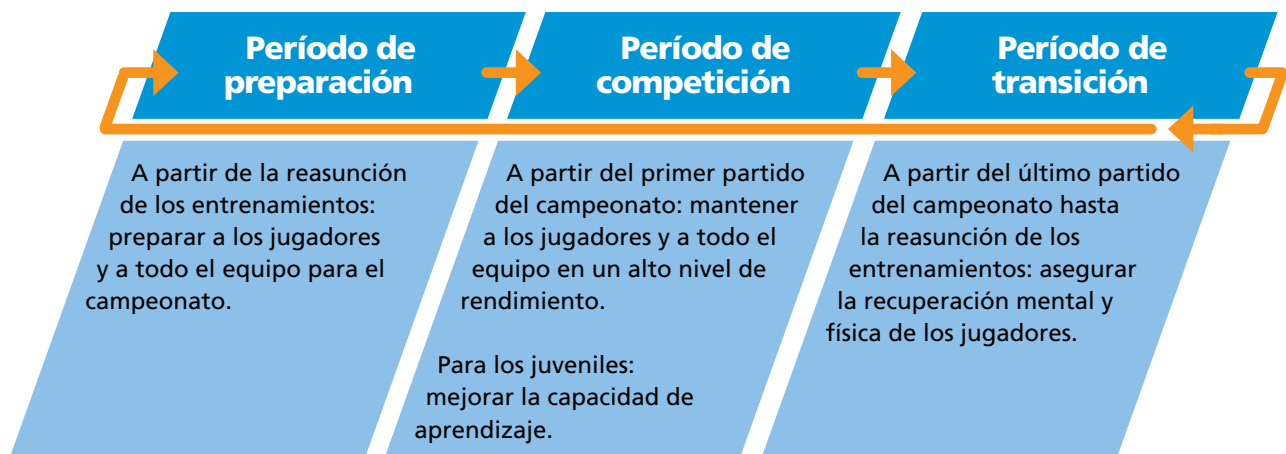 Período de
preparación
Período de
competición
Período de
transición
A partir de la reasunción
de los entrenamientos:
preparar a los jugadores
y a todo el equipo para el
campeonato.
A partir del primer partido
del campeonato: mantener
a los jugadores y a todo el
equipo en un alto nivel de
rendimiento.
Para los juveniles:
mejorar la capacidad de
aprendizaje.
A partir del último partido
del campeonato hasta
la reasunción de los
entrenamientos: asegurar
la recuperación mental y
física de los jugadores.